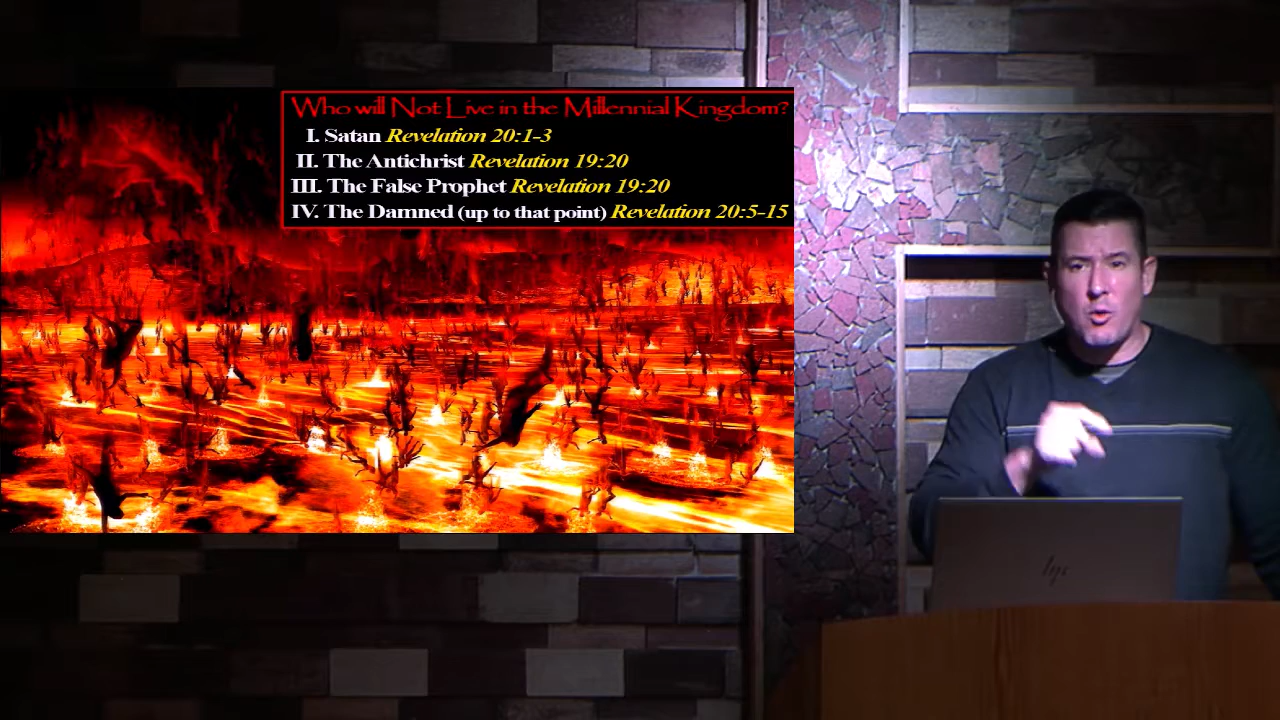 Who will Not Live in the Millennial Kingdom?
I. Satan Revelation 20:1-3
II. The Antichrist Revelation 19:20
III. The False Prophet Revelation 19:20
IV. The Damned (up to that point) Revelation 20:5-15
hp